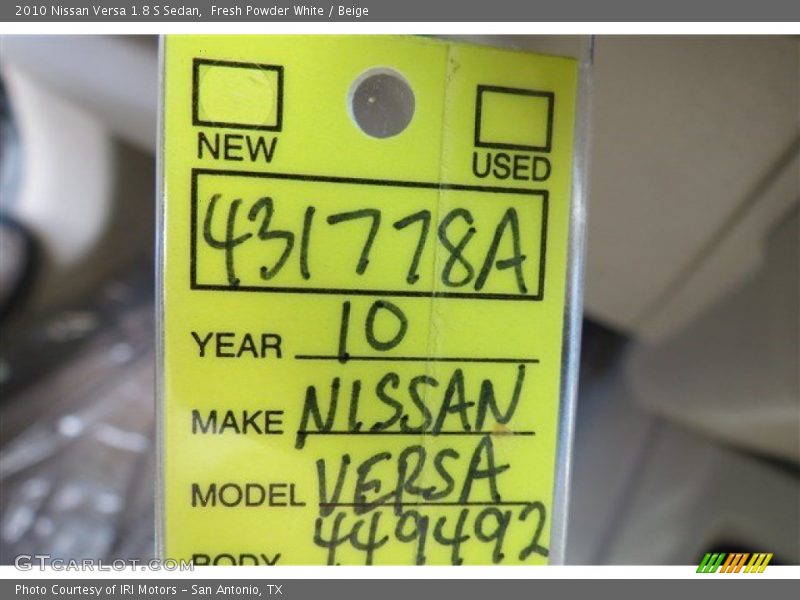 2010 Nissan Versa 1.8 S Sedan,  Fresh Powder White / Beige
NEW USED
431778A
YEAR 10
MAKE NISSAN
MODEL VERSA
BODY 449492
GTCARLOT.COM
Photo Courtesy of IRI Motors – San Antonio, TX